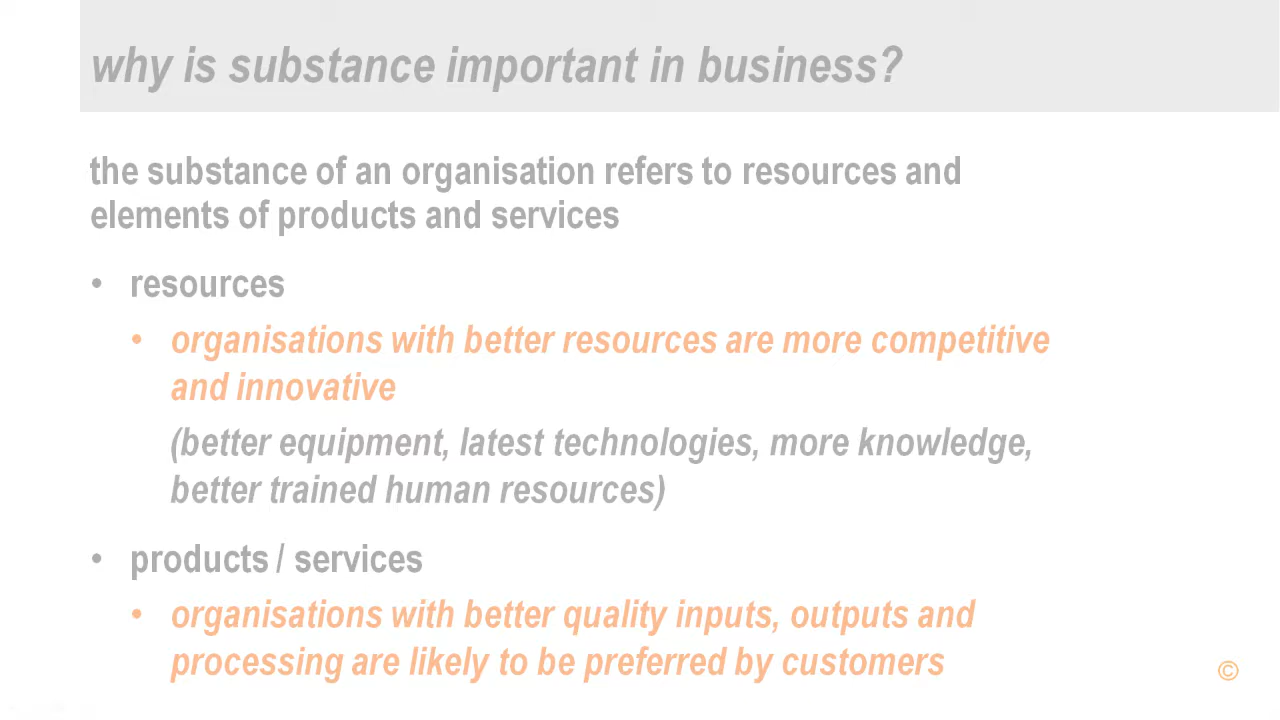 why is substance important in business?
the substance of an organisation refers to resources and
elements of products and services
• resources
• organisations with better resources are more competitive
and innovative
(better equipment, latest technologies, more knowledge,
better trained human resources)
• products / services
• organisations with better quality inputs, outputs and
processing are likely to be preferred by customers
©